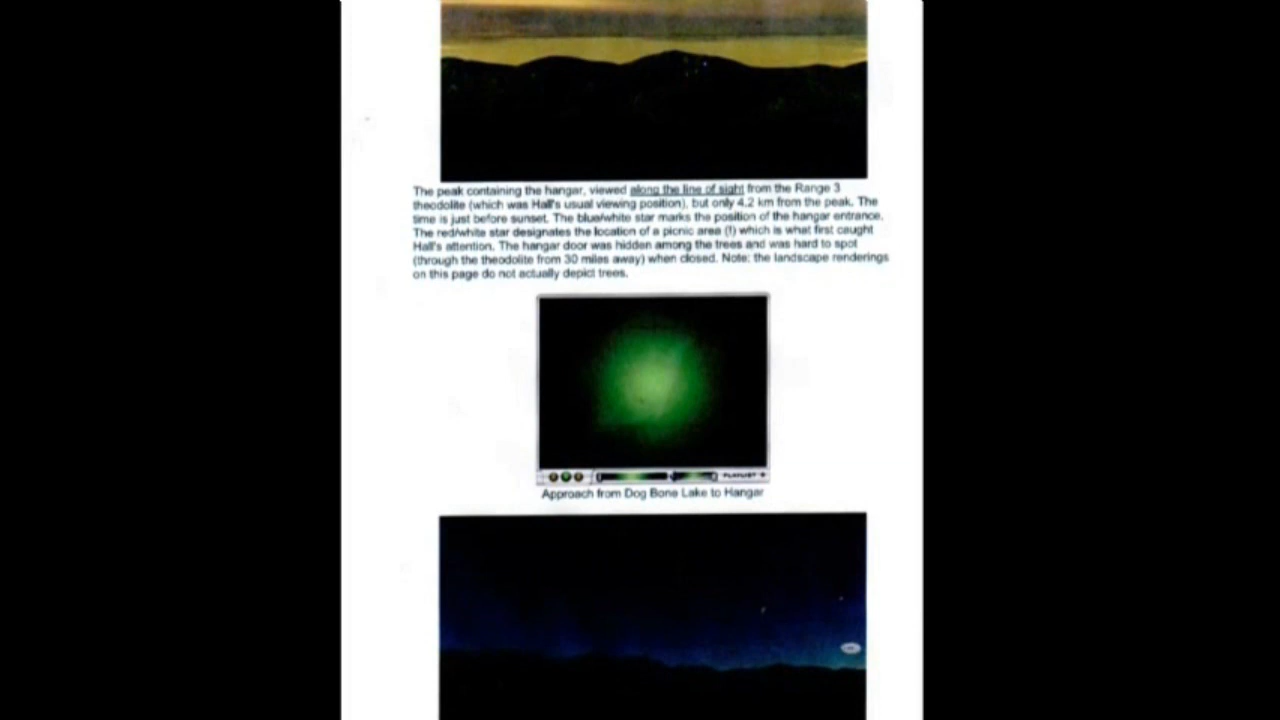 The peak containing the hangar, viewed along the line of sight from the Range 3
theodolite (which was Hall's usual viewing position), but only 4.2 km from the peak. The
time is just before sunset. The blue/white star marks the position of the hangar entrance.
The red/white star designates the location of a picnic area (!) which is what first caught
Hall's attention. The hangar door was hidden among the trees and was hard to spot
(through the theodolite from 30 miles away) when closed. Note: the landscape renderings
on this page do not actually depict trees.
PLAYLIST
Approach from Dog Bone Lake to Hangar